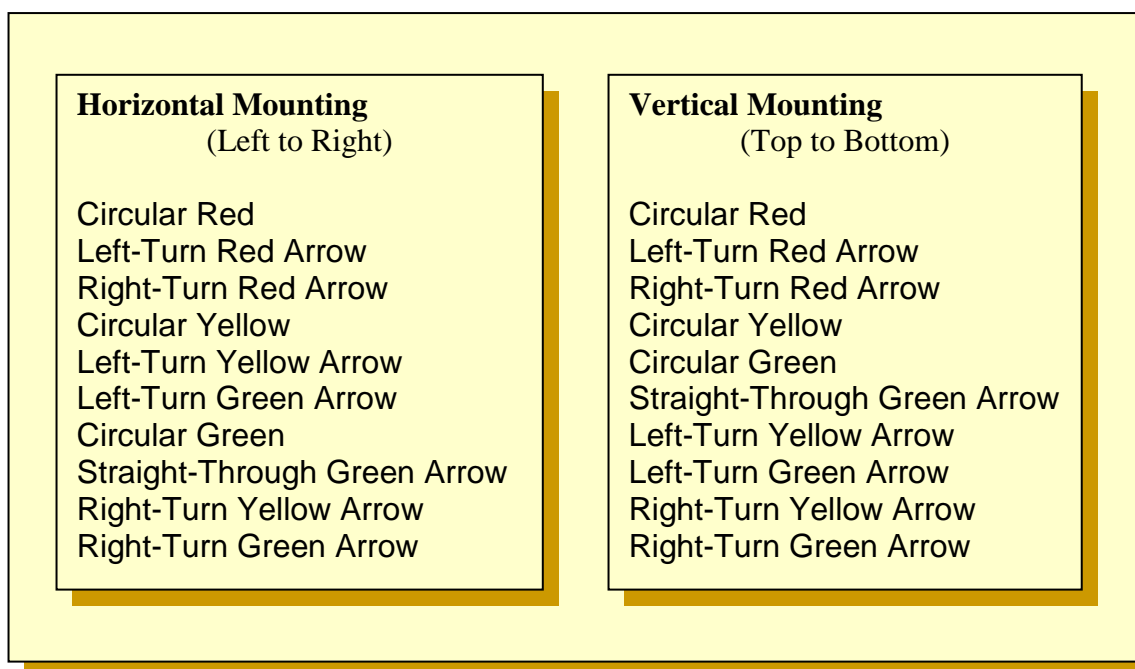 Horizontal Mounting
(Left to Right)
Circular Red
Left-Turn Red Arrow
Right-Turn Red Arrow
Circular Yellow
Left-Turn Yellow Arrow
Left-Turn Green Arrow
Circular Green
Straight-Through Green Arrow
Right-Turn Yellow Arrow
Right-Turn Green Arrow
Vertical Mounting
(Top to Bottom)
Circular Red
Left-Turn Red Arrow
Right-Turn Red Arrow
Circular Yellow
Circular Green
Straight-Through Green Arrow
Left-Turn Yellow Arrow
Left-Turn Green Arrow
Right-Turn Yellow Arrow
Right-Turn Green Arrow